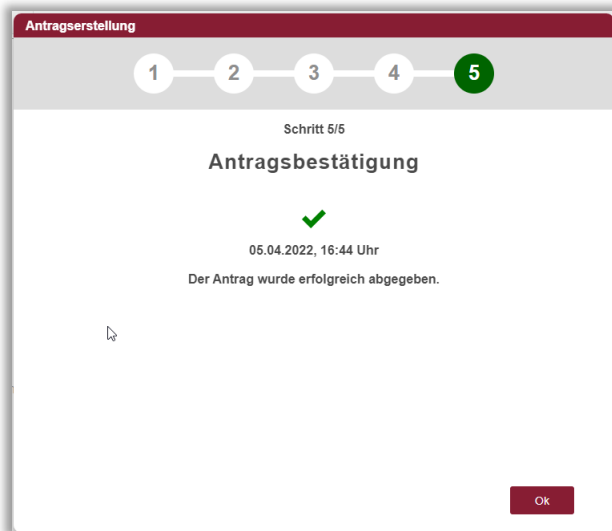 Antragserstellung
1 2 3 4 5
Schritt 5/5
Antragsbestätigung
05.04.2022, 16:44 Uhr
Der Antrag wurde erfolgreich abgegeben.
Ok